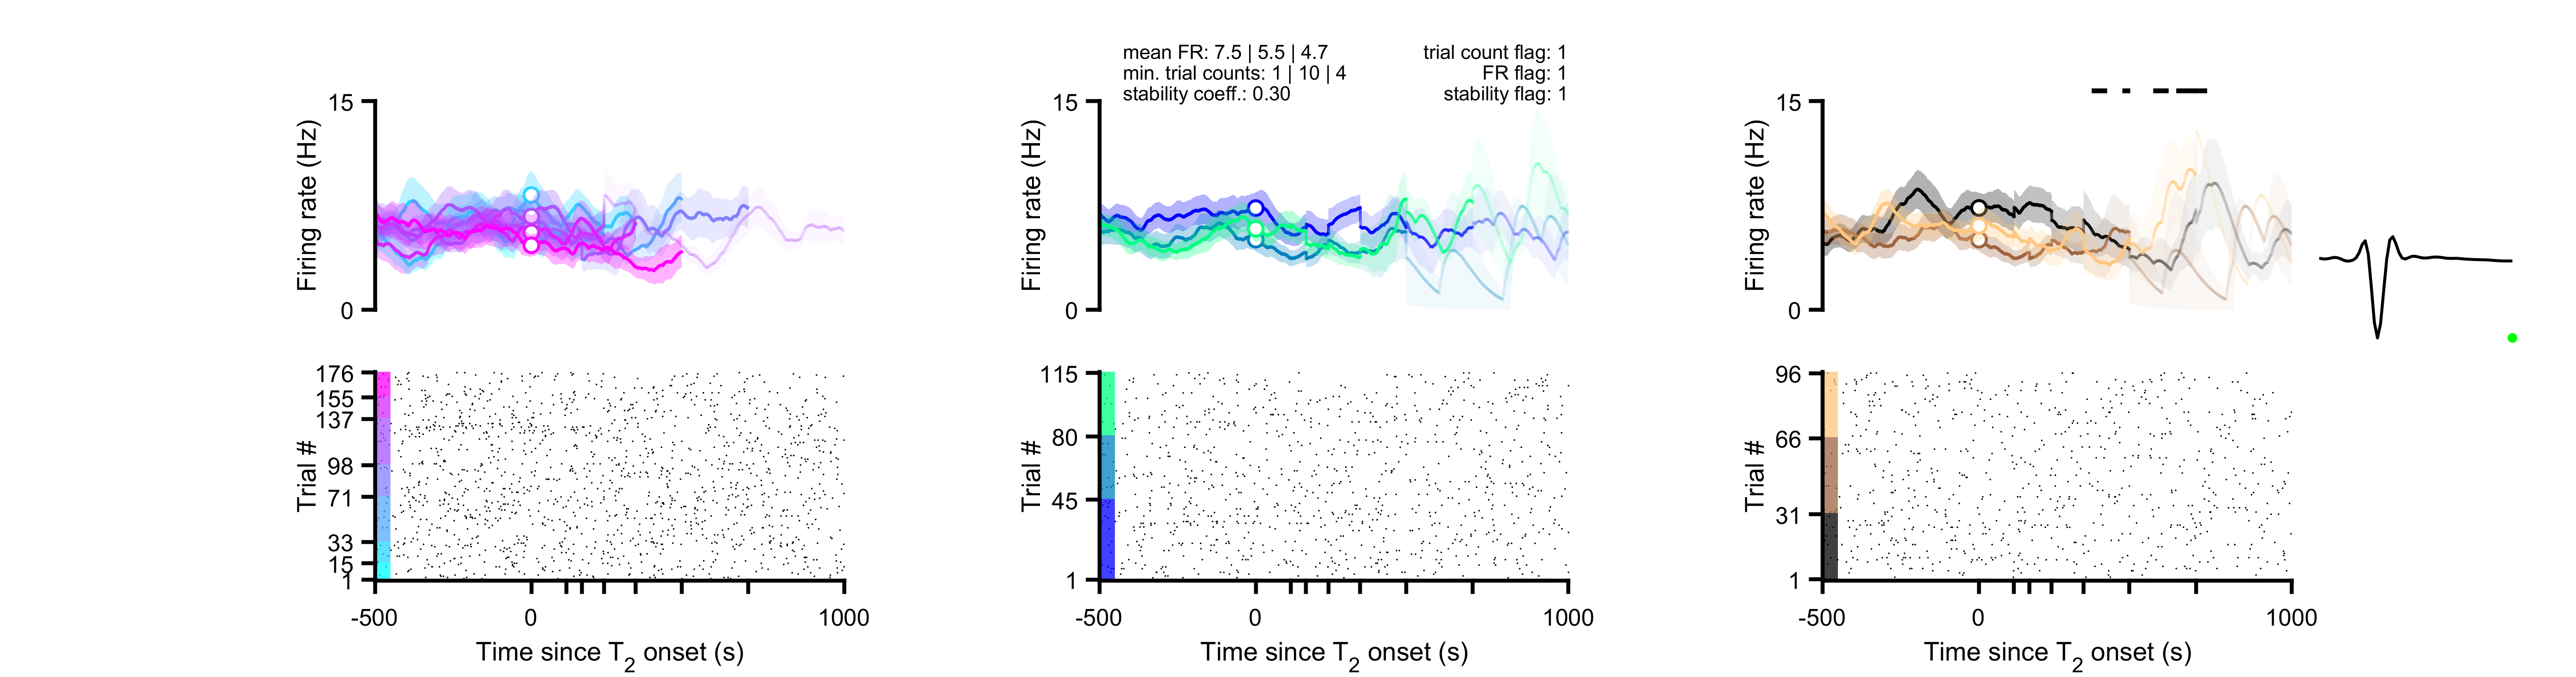 mean FR: 7.5 | 5.5 | 4.7
min. trial counts: 1 | 10 | 4
stability coeff.: 0.30
trial count flag: 1
FR flag: 1
stability flag: 1
Firing rate (Hz)
15
0
Firing rate (Hz)
15
0
Firing rate (Hz)
15
0
Trial #
176
155
137
98
71
33
15
1
-500
0
1000
Time since T2 onset (s)
Trial #
115
80
45
1
-500
0
1000
Time since T2 onset (s)
Trial #
96
66
31
1
-500
0
1000
Time since T2 onset (s)